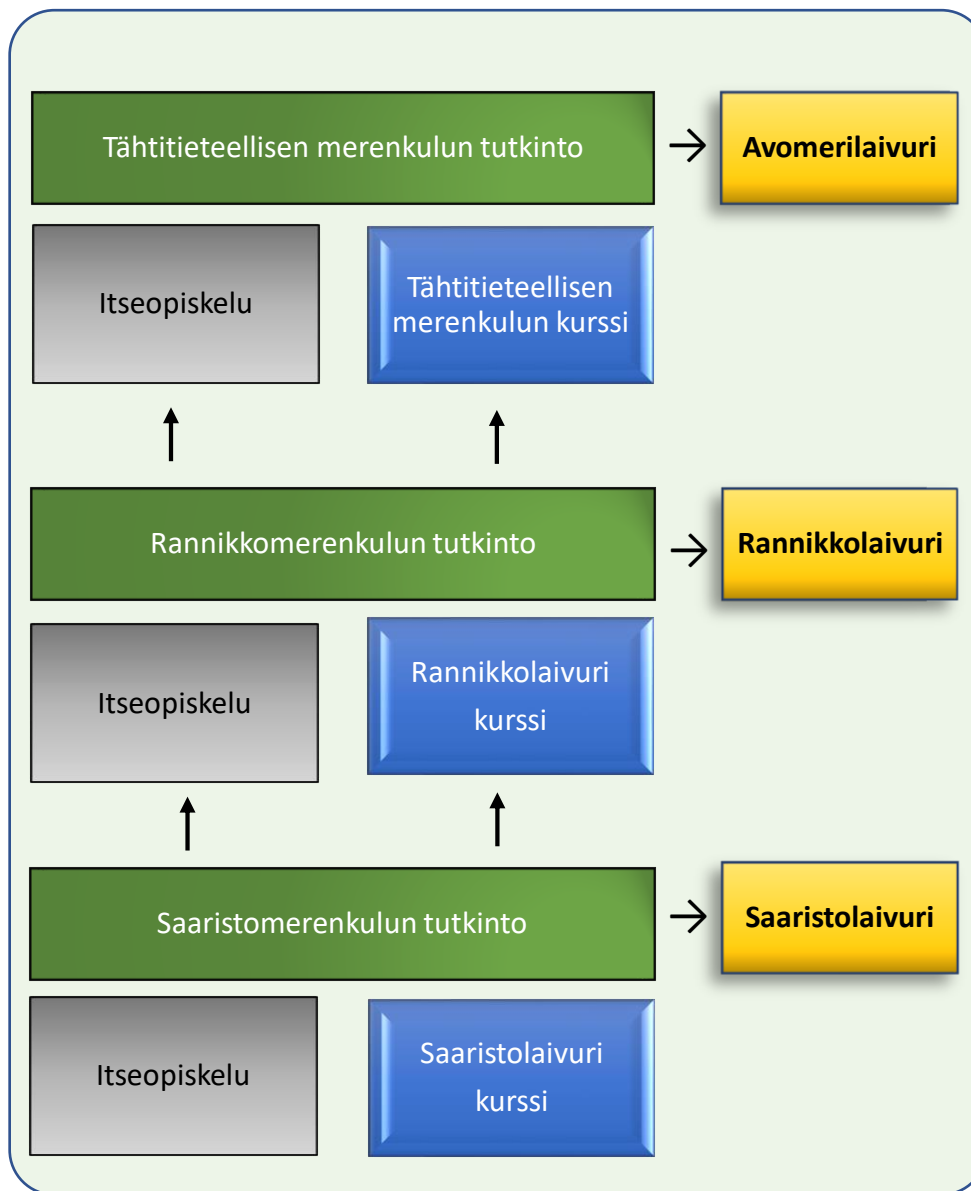 Tähtitieteellisen merenkulun tutkinto
Avomerilaivuri
Itseopiskelu
Tähtitieteellisen
merenkulun kurssi
Rannikkomerenkulun tutkinto
Rannikkolaivuri
Itseopiskelu
Rannikkolaivuri
kurssi
Saaristomerenkulun tutkinto
Saaristolaivuri
Itseopiskelu
Saaristolaivuri
kurssi